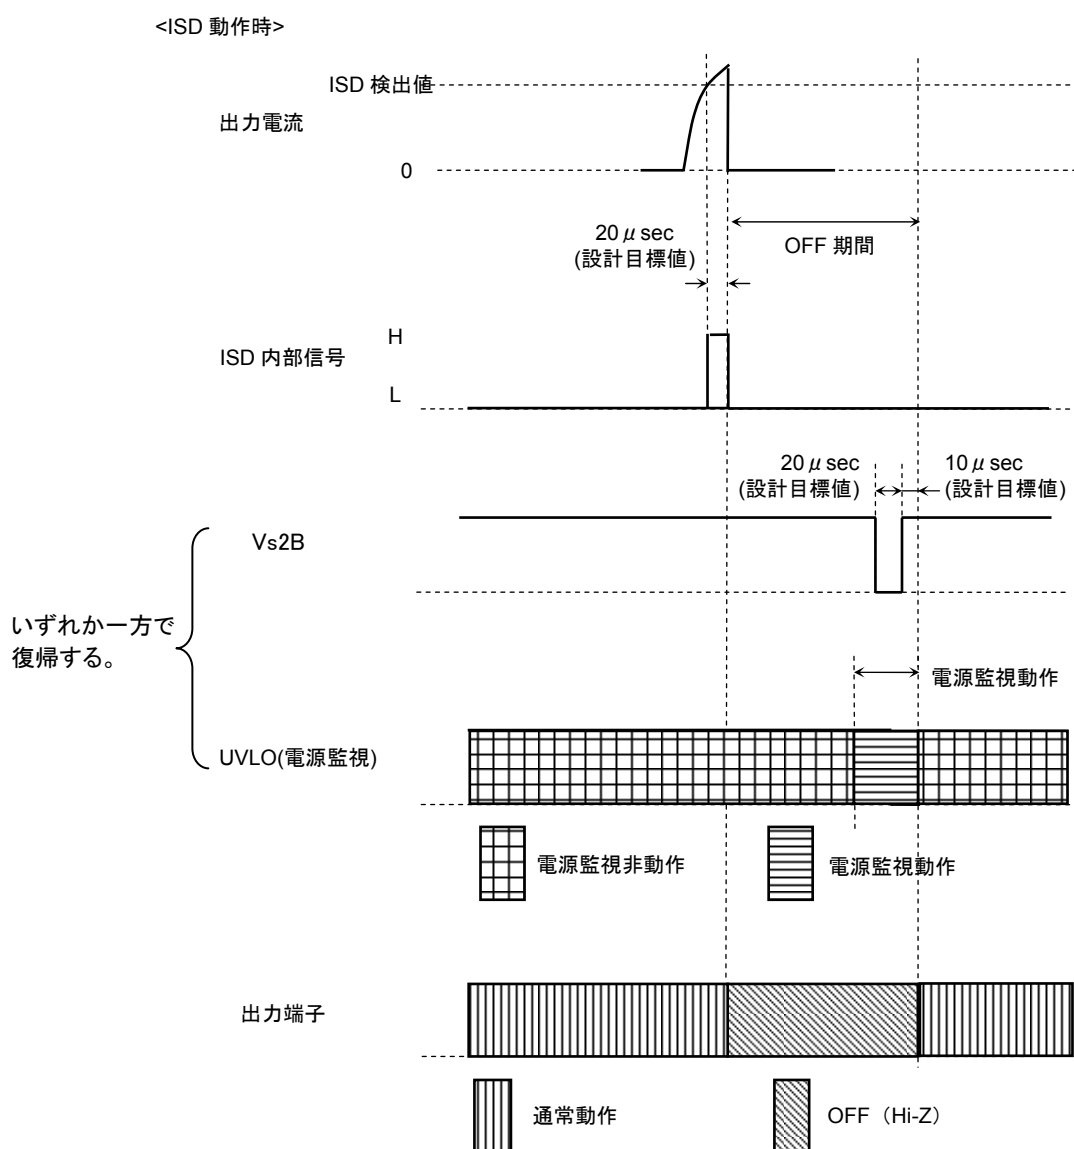 <ISD 動作時>
ISD 検出値
出力電流
0
20μsec
(設計目標値)
OFF 期間
H
ISD 内部信号
L
20μsec
(設計目標値)
10μsec
(設計目標値)
Vs2B
いずれか一方で
復帰する。
電源監視動作
UVLO(電源監視)
電源監視非動作
電源監視動作
出力端子
通常動作
OFF（Hi-Z）